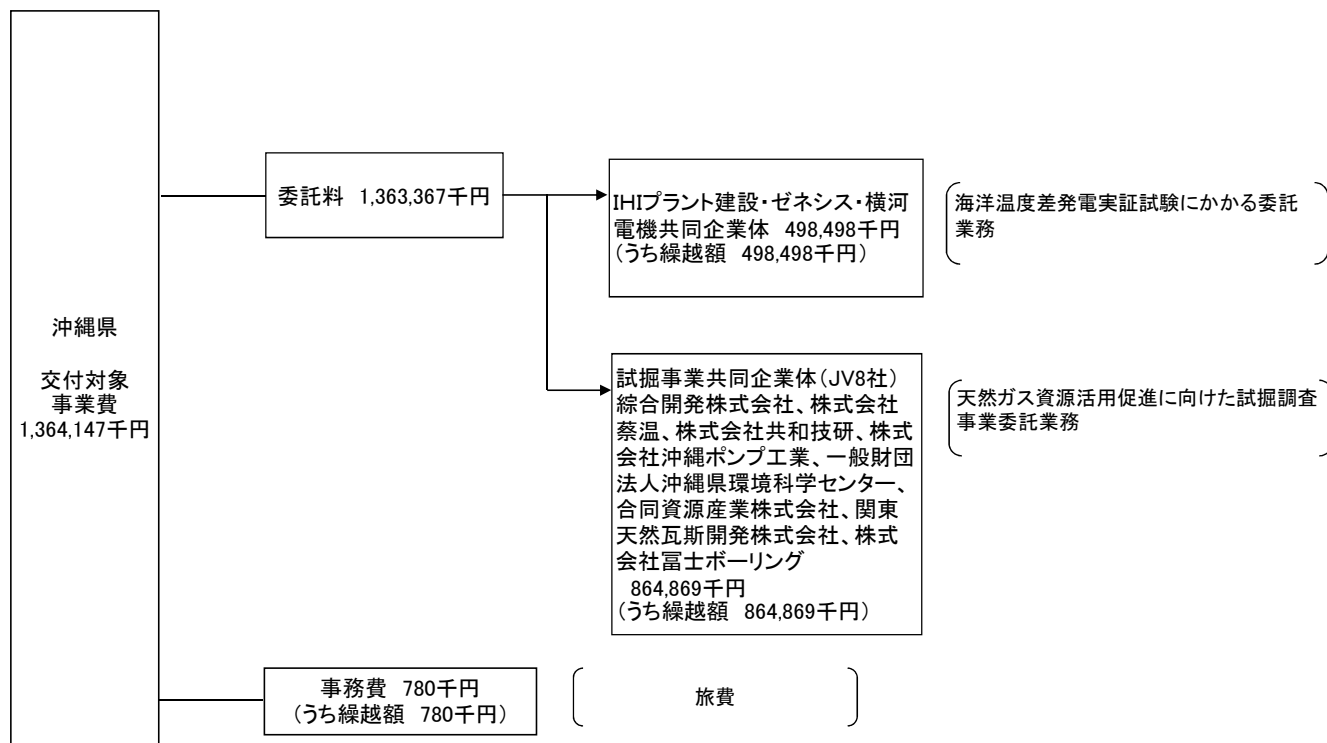 沖縄県
交付対象
事業費
1,364,147千円
委託料　1,363,367千円
IHIプラント建設・ゼネシス・横河
電機共同企業体　498,498千円
（うち繰越額　498,498千円）
海洋温度差発電実証試験にかかる委託
業務
試掘事業共同企業体（JV8社）
綜合開発株式会社、株式会社
蔡温、株式会社共和技研、株式
会社沖縄ポンプ工業、一般財団
法人沖縄県環境科学センター、
合同資源産業株式会社、関東
天然瓦斯開発株式会社、株式
会社冨士ボーリング
864,869千円
（うち繰越額　864,869千円）
天然ガス資源活用促進に向けた試掘調査
事業委託業務
事務費　780千円
（うち繰越額　780千円）
旅費